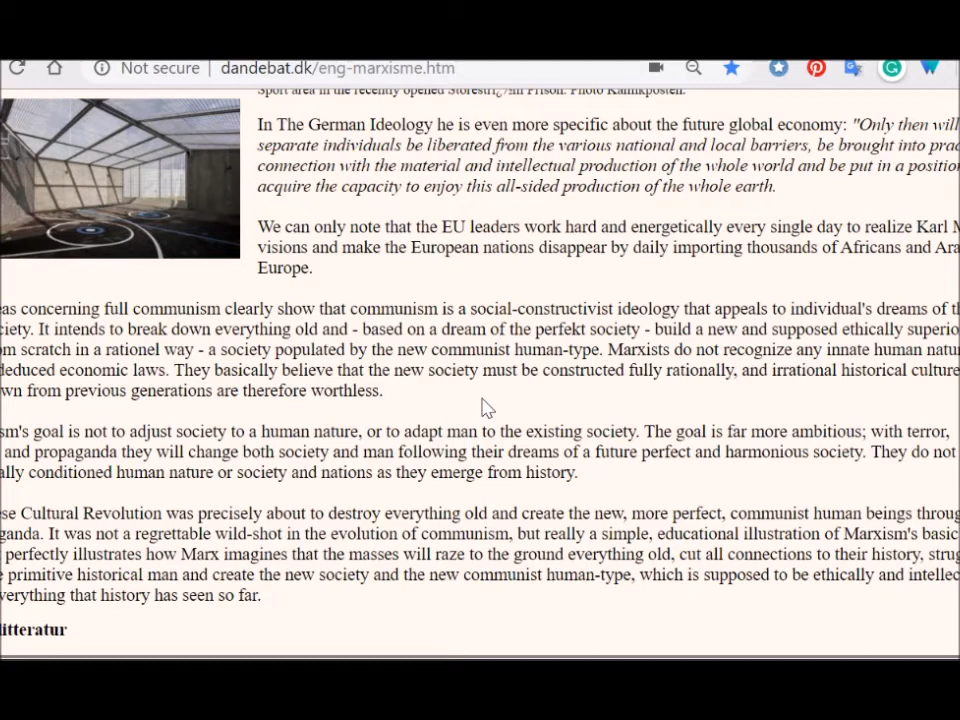 Not secure | dandebat.dk/eng-marxisme.htm
Sport area in the recently opened Prison. Photo
In The German Ideology he is even more specific about the future global economy: "Only then will
separate individuals be liberated from the various national and local barriers, be brought into
connection with the material and intellectual production of the whole world and be put in a
acquire the capacity to enjoy this all-sided production of the whole earth.
We can only note that the EU leaders work hard and energetically every single day to realize Karl M
visions and make the European nations disappear by daily importing thousands of Africans and
Europe.
eas concerning full communism clearly show that communism is a social-constructivist ideology that appeals to individual's dreams of
ciety. It intends to break down everything old and - based on a dream of the perfekt society - build a new and supposed ethically superio
om scratch in a rationel way - a society populated by the new communist human-type. Marxists do not recognize any innate human natu
deduced economic laws. They basically believe that the new society must be constructed fully rationally, and irrational historical culture
wn from previous generations are therefore worthless.
sm's goal is not to adjust society to a human nature, or to adapt man to the existing society. The goal is far more ambitious; with terror,
and propaganda they will change both society and man following their dreams of a future perfect and harmonious society. They do not
ally conditioned human nature or society and nations as they emerge from history.
ese Cultural Revolution was precisely about to destroy everything old and create the new, more perfect, communist human beings throug
ganda. It was not a regrettable wild-shot in the evolution of communism, but really a simple, educational illustration of Marxism's basic
perfectly illustrates how Marx imagines that the masses will raze to the ground everything old, cut all connections to their history, strug
e primitive historical man and create the new society and the new communist human-type, which is supposed to be ethically and intellec
verything that history has seen so far.
litteratur